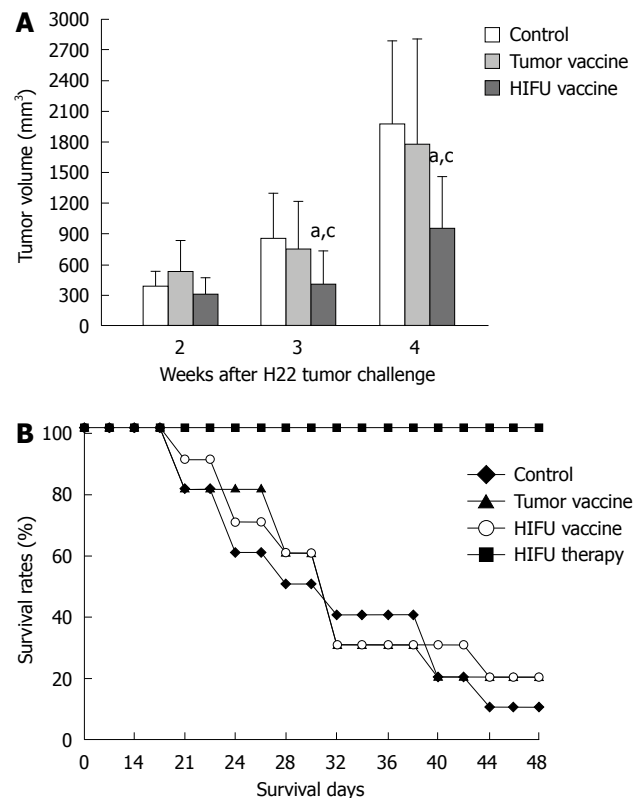 A
3000
2700
2400
2100
1800
1500
1200
900
600
300
0
Tumor volume (mm³)
Control
Tumor vaccine
HIFU vaccine
a,c
a,c
2 3 4
Weeks after H22 tumor challenge
B
100
80
60
40
20
0
Survival rates (%)
Control
Tumor vaccine
HIFU vaccine
HIFU therapy
0 14 21 24 28 32 36 40 44 48
Survival days